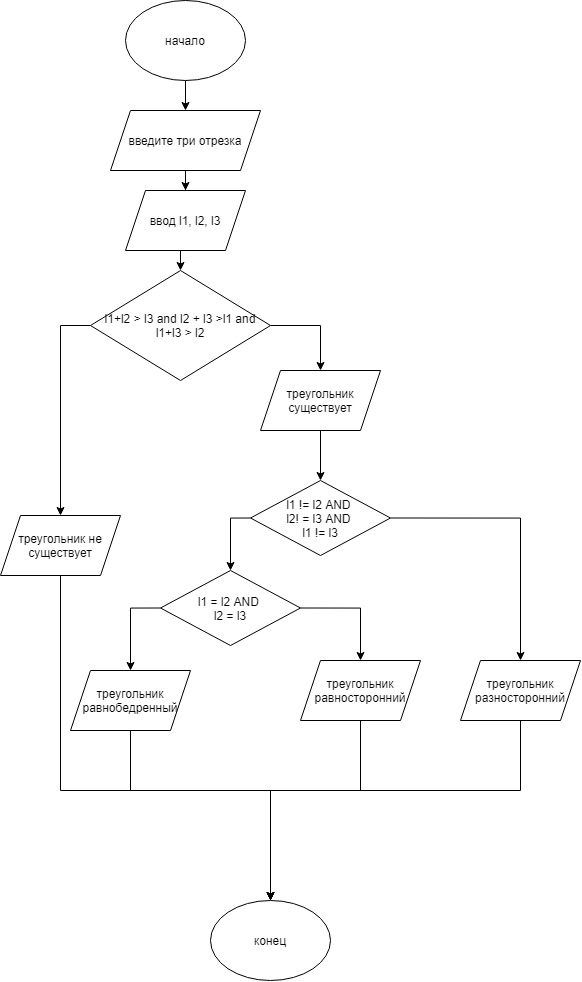 начало
введите три отрезка
ввод l1, l2, l3
l1+l2 > l3 and l2 + l3 >l1 and
l1+l3 > l2
треугольник
существует
l1 != l2 AND
l2! = l3 AND
l1 != l3
треугольник не
существует
l1 = l2 AND
l2 = l3
треугольник
равнобедренный
треугольник
равносторонний
треугольник
разносторонний
конец